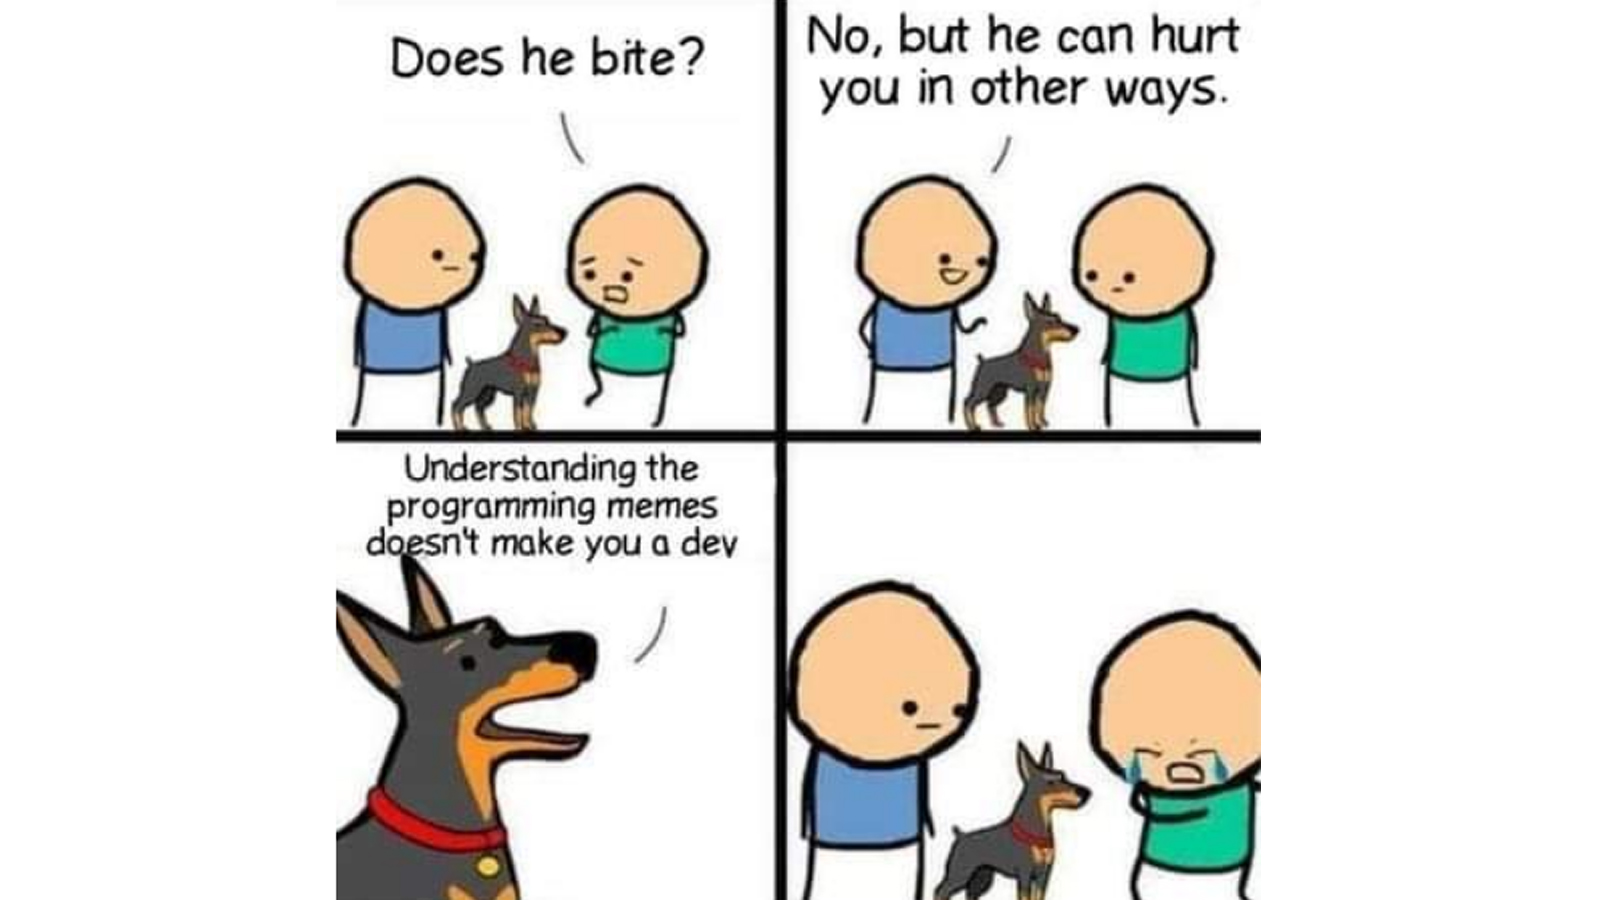 Does he bite?
No, but he can hurt
you in other ways.
Understanding the
programming memes
doesn't make you a dev